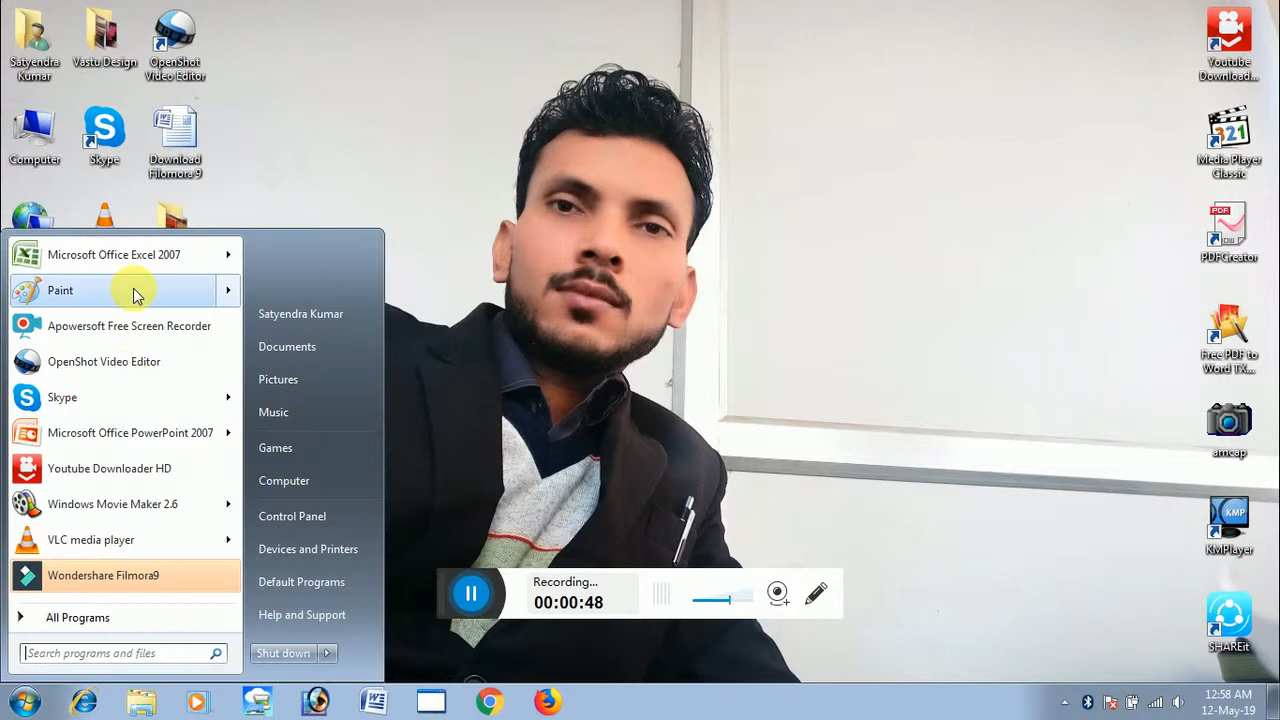 Satyendra
Kumar
Vastu Design
OpenShot
Video Editor
Computer
Skype
Download
Filomora 9
Youtube
Download...
321
Media Player
Classic
PDF
PDFCreator
Free PDF to
Word TX...
amcap
KMP
KMPlayer
SHAREit
Microsoft Office Excel 2007
Paint
Apowersoft Free Screen Recorder
OpenShot Video Editor
Skype
Microsoft Office PowerPoint 2007
Youtube Downloader HD
Windows Movie Maker 2.6
VLC media player
Wondershare Filmora9
All Programs
Search programs and files
Satyendra Kumar
Documents
Pictures
Music
Games
Computer
Control Panel
Devices and Printers
Default Programs
Help and Support
Shut down
Recording...
00:00:48
12:58 AM
12-May-19